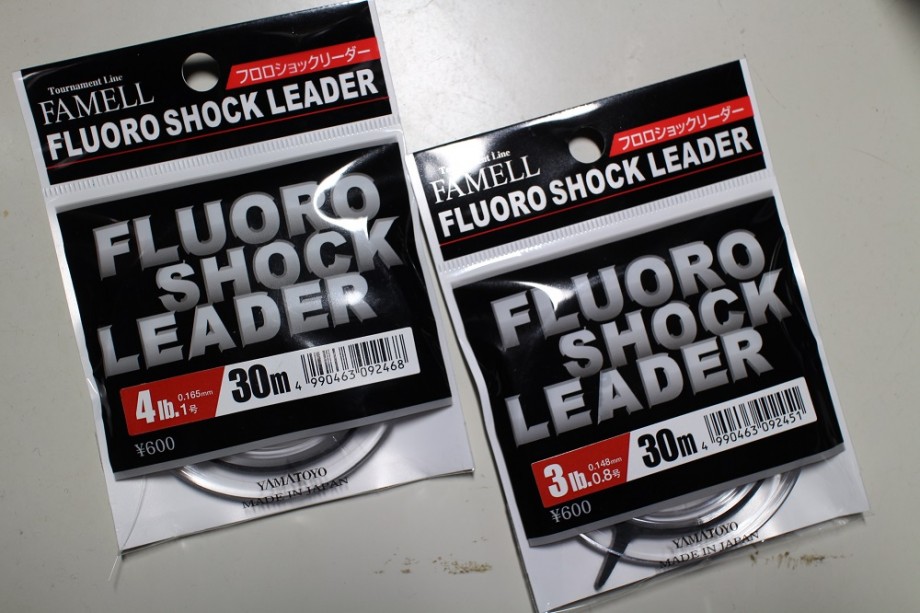 Tournament Line
FAMELL
フロロショックリーダー
FLUORO SHOCK LEADER
FLUORO
SHOCK
LEADER
4lb. 0.165mm 1号
30m
4 990463 092468
¥600
YAMATOYO
MADE IN JAPAN
Tournament Line
FAMELL
フロロショックリーダー
FLUORO SHOCK LEADER
FLUORO
SHOCK
LEADER
3lb. 0.148mm 0.8号
30m
4 990463 092451
¥600
YAMATOYO
MADE IN JAPAN